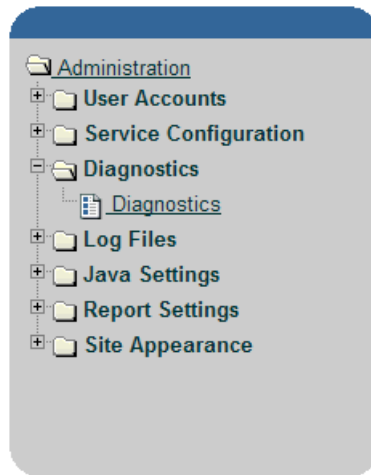 Administration
User Accounts
Service Configuration
Diagnostics
Diagnostics
Log Files
Java Settings
Report Settings
Site Appearance